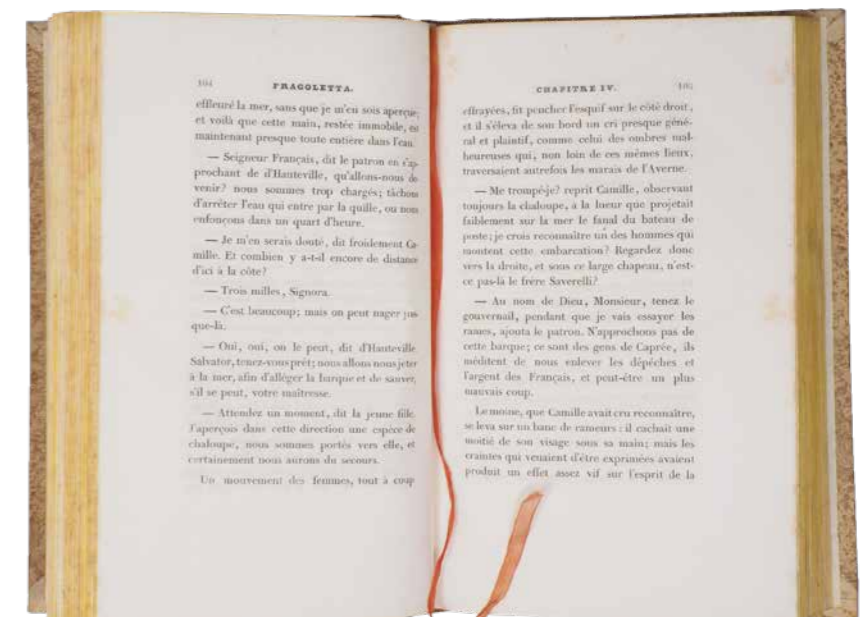 104
FRAGOLETTA.
effleuré la mer, sans que je m'en sois aperçue;
et voilà que cette main, restée immobile, est
maintenant presque toute entière dans l'eau.
— Seigneur Français, dit le patron en s'ap-
prochant de d'Hauteville, qu'allons-nous de-
venir? nous sommes trop chargés; tâchons
d'arrêter l'eau qui entre par la quille, ou nous
enfonçons dans un quart d'heure.
— Je m'en serais douté, dit froidement Ca-
mille. Et combien y a-t-il encore de distance
d'ici à la côte?
— Trois milles, Signora.
— C'est beaucoup; mais on peut nager jus-
que-là.
— Oui, oui, on le peut, dit d'Hauteville.
Salvator, tenez-vous prêt; nous allons nous jeter
à la mer, afin d'alléger la barque et de sauver,
s'il se peut, votre maîtresse.
— Attendez un moment, dit la jeune fille.
J'aperçois dans cette direction une espèce de
chaloupe, nous sommes portés vers elle, et
certainement nous aurons du secours.
Un mouvement des femmes, tout à coup
CHAPITRE IV.
105
effrayées, fit pencher l'esquif sur le côté droit,
et il s'éleva de son bord un cri presque géné-
ral et plaintif, comme celui des ombres mal-
heureuses qui, non loin de ces mêmes lieux,
traversaient autrefois les marais de l'Averne.
— Me trompé-je? reprit Camille, observant
toujours la chaloupe, à la lueur que projetait
faiblement sur la mer le fanal du bateau de
poste; je crois reconnaître un des hommes qui
montent cette embarcation? Regardez donc
vers la droite, et sous ce large chapeau, n'est-
ce pas-là le frère Saverelli?
— Au nom de Dieu, Monsieur, tenez le
gouvernail, pendant que je vais essayer les
rames, ajouta le patron. N'approchons pas de
cette barque; ce sont des gens de Caprée, ils
méditent de nous enlever les dépêches et
l'argent des Français, et peut-être un plus
mauvais coup.
Le moine, que Camille avait cru reconnaître,
se leva sur un banc de rameurs : il cachait une
moitié de son visage sous sa main; mais les
craintes qui venaient d'être exprimées avaient
produit un effet assez vif sur l'esprit de la